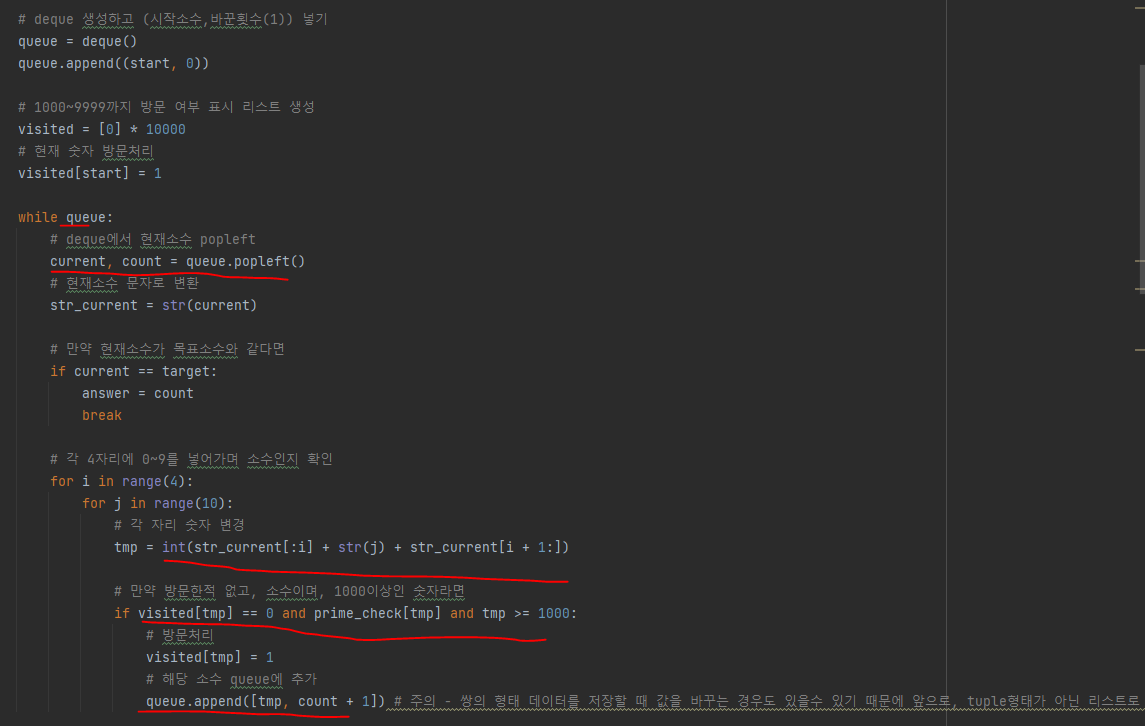 # deque 생성하고 (시작소수,바꾼횟수(1)) 넣기
queue = deque()
queue.append((start, 0))
# 1000~9999까지 방문 여부 표시 리스트 생성
visited = [0] * 10000
# 현재 숫자 방문처리
visited[start] = 1
while queue:
# deque에서 현재소수 popleft
current, count = queue.popleft()
# 현재소수 문자로 변환
str_current = str(current)
# 만약 현재소수가 목표소수와 같다면
if current == target:
answer = count
break
# 각 4자리에 0~9를 넣어가며 소수인지 확인
for i in range(4):
for j in range(10):
# 각 자리 숫자 변경
tmp = int(str_current[:i] + str(j) + str_current[i + 1:])
# 만약 방문한적 없고, 소수이며, 1000이상인 숫자라면
if visited[tmp] == 0 and prime_check[tmp] and tmp >= 1000:
# 방문처리
visited[tmp] = 1
# 해당 소수 queue에 추가
queue.append([tmp, count + 1]) # 주의 - 쌍의 형태 데이터를 저장할 때 값을 바꾸는 경우도 있을수 있기 때문에 앞으로, tuple형태가 아닌 리스트로